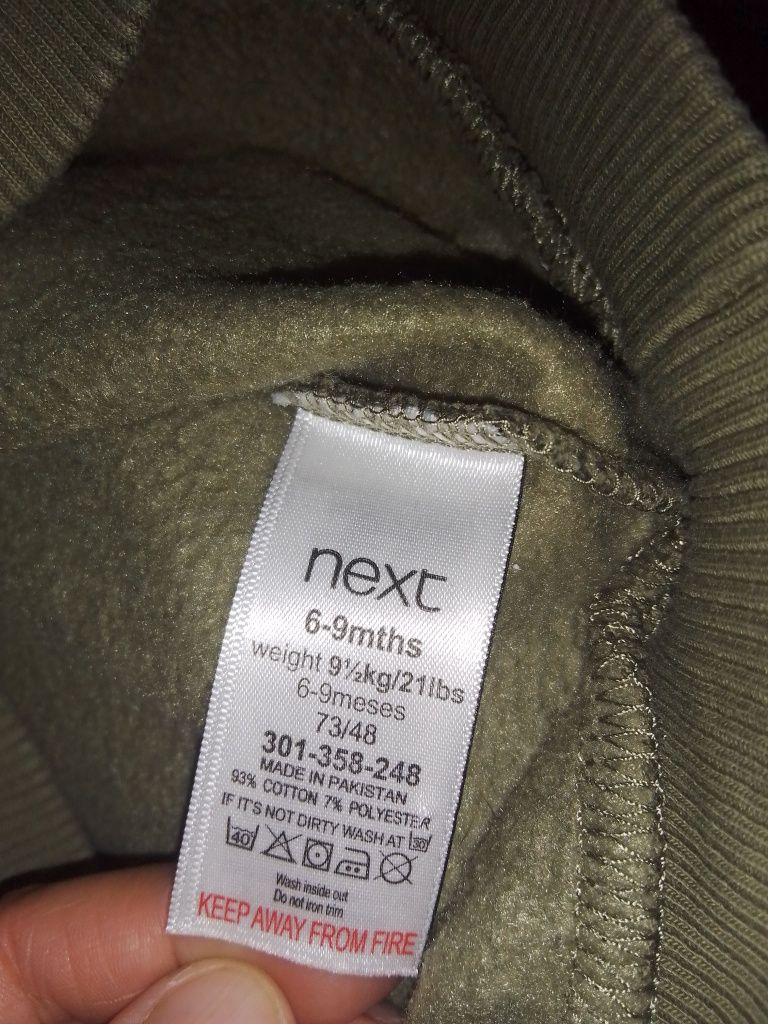 next
6-9mths
weight 9½kg/21lbs
6-9meses
73/48
301-358-248
MADE IN PAKISTAN
93% COTTON 7% POLYESTER
IF IT'S NOT DIRTY WASH AT 30
40
Wash inside out
Do not iron trim
KEEP AWAY FROM FIRE